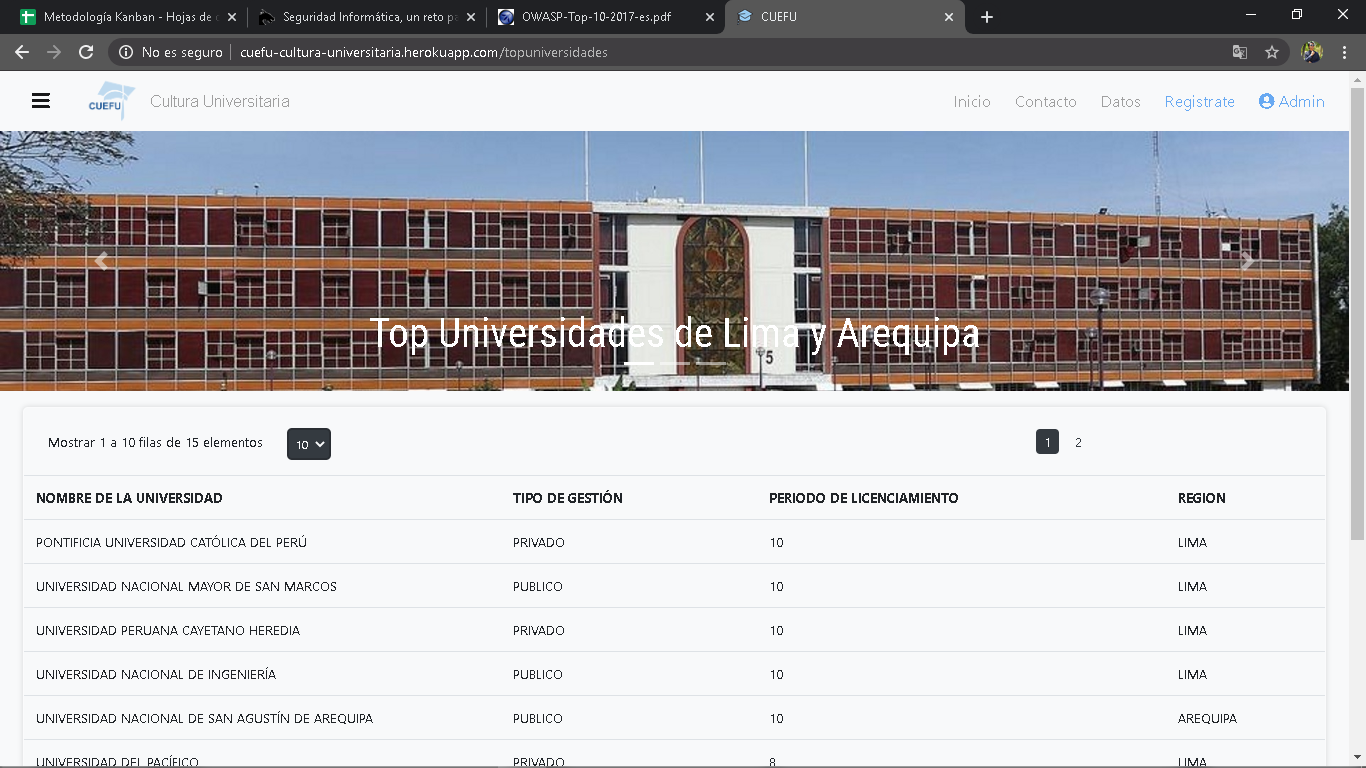 Metodología Kanban - Hojas de c
Seguridad Informática, un reto pa
OWASP-Top-10-2017-es.pdf
CUEFU
No es seguro
cuefu-cultura-universitaria.herokuapp.com/topuniversidades
CUEFU
Cultura Universitaria
Inicio
Contacto
Datos
Registrate
Admin
Top Universidades de Lima y Arequipa
5
Mostrar 1 a 10 filas de 15 elementos
10
1
2
NOMBRE DE LA UNIVERSIDAD TIPO DE GESTIÓN PERIODO DE LICENCIAMIENTO REGION
PONTIFICIA UNIVERSIDAD CATÓLICA DEL PERÚ PRIVADO 10 LIMA
UNIVERSIDAD NACIONAL MAYOR DE SAN MARCOS PUBLICO 10 LIMA
UNIVERSIDAD PERUANA CAYETANO HEREDIA PRIVADO 10 LIMA
UNIVERSIDAD NACIONAL DE INGENIERÍA PUBLICO 10 LIMA
UNIVERSIDAD NACIONAL DE SAN AGUSTÍN DE AREQUIPA PUBLICO 10 AREQUIPA
UNIVERSIDAD DEL PACÍFICO PRIVADO 8 LIMA